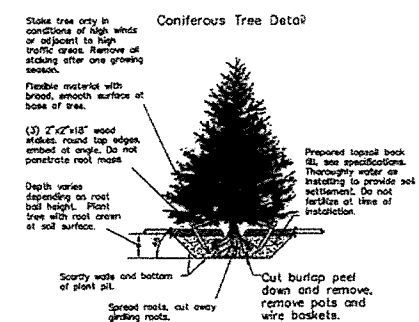 Coniferous Tree Detail
Stake tree only in
conditions of high winds
or adjacent to high
traffic areas. Remove all
staking after one growing
season.
Flexible material with
broad, smooth surface at
base of tree.
(3) 2"x2"x18" wood
stakes, round top edges,
embed at angle. Do not
penetrate root mass.
Depth varies
depending on root
ball height. Plant
tree with root crown
at soil surface.
Scarify walls and bottom
of plant pit.
Spread roots, cut away
girdling roots.
Prepared topsoil back
fill, see specifications.
Thoroughly water as
installing to provide soil
settlement. Do not
fertilize at time of
installation.
Cut burlap peel
down and remove,
remove pots and
wire baskets.